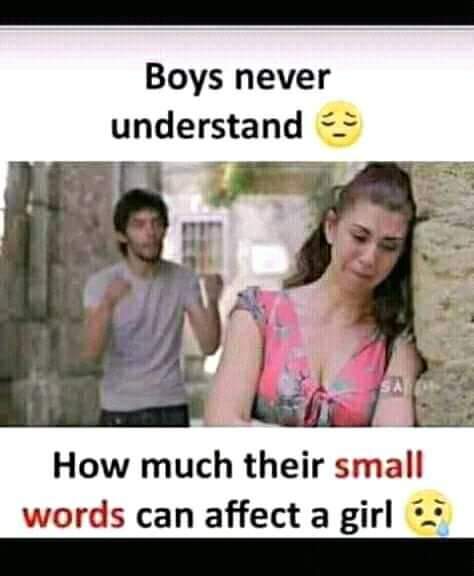 Boys never
understand 😔
How much their small
words can affect a girl 😢